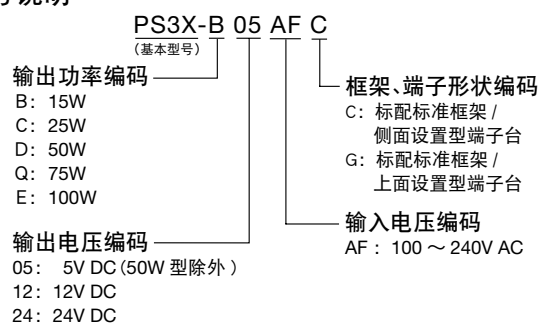 PS3X-B 05 AF C
(基本型号)
输出功率编码
B: 15W
C: 25W
D: 50W
Q: 75W
E: 100W
输出电压编码
05: 5V DC(50W 型除外)
12: 12V DC
24: 24V DC
框架、端子形状编码
C: 标配标准框架 /
侧面设置型端子台
G: 标配标准框架 /
上面设置型端子台
输入电压编码
AF : 100 ～ 240V AC